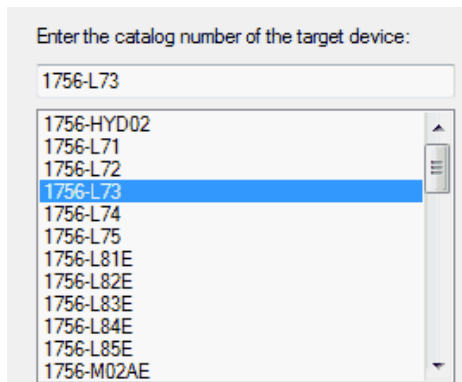 Enter the catalog number of the target device:
1756-L73
1756-HYD02
1756-L71
1756-L72
1756-L73
1756-L74
1756-L75
1756-L81E
1756-L82E
1756-L83E
1756-L84E
1756-L85E
1756-M02AE